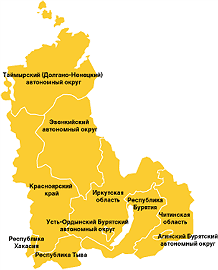 Таймырский (Долгано-Ненецкий)
автономный округ
Эвенкийский
автономный округ
Красноярский
край
Иркутская
область
Республика
Бурятия
Читинская
область
Усть-Ордынский Бурятский
автономный округ
Агинский Бурятский
автономный округ
Республика
Хакасия
Республика Тыва